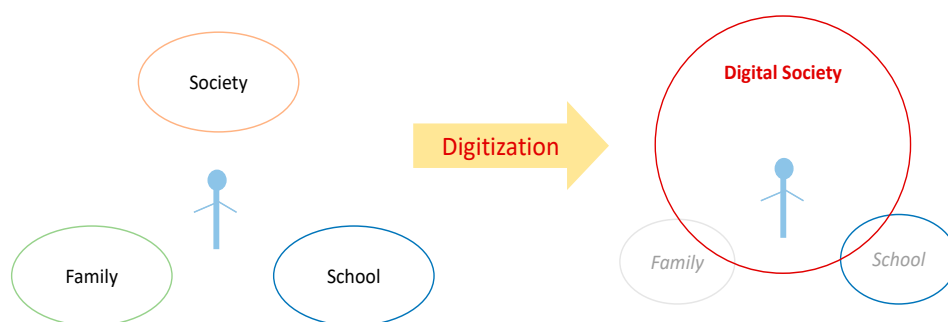 Society
Family
School
Digitization
Digital Society
Family
School